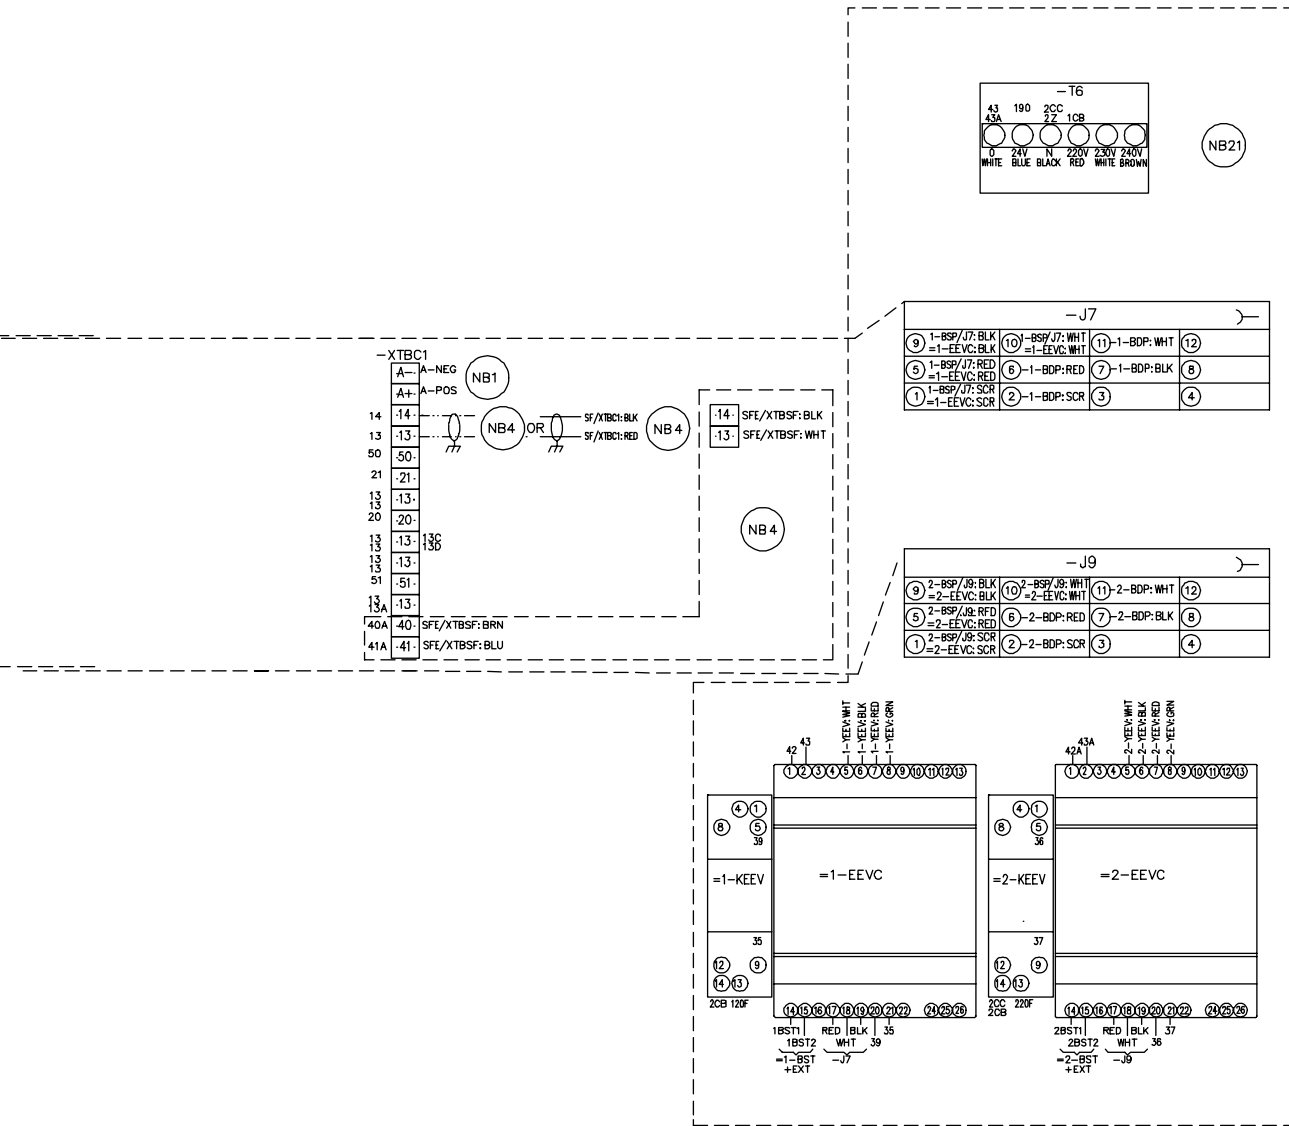 -T6
43 190 2CC
43A 2Z 1CB
0 24V N 220V 230V 240V
WHITE BLUE BLACK RED WHITE BROWN
NB21
-J7
9 1-BSP/J7:BLK 10 1-BSP/J7:WHT 11 -1-BDP:WHT 12
=1-EEVC:BLK =1-EEVC:WHT
5 1-BSP/J7:RED 6 -1-BDP:RED 7 -1-BDP:BLK 8
=1-EEVC:RED
1 1-BSP/J7:SCR 2 -1-BDP:SCR 3 4
=1-EEVC:SCR
-XTBC1
A- A-NEG
NB1
A+ A-POS
14 ·14· SF/XTBC1:BLK
NB4 OR NB4
13 ·13· SF/XTBC1:RED
·14· SFE/XTBSF:BLK
·13· SFE/XTBSF:WHT
50 ·50·
21 ·21·
13 ·13·
13
20 ·20·
13 ·13· 13C
13 13D
13 ·13·
13
51 ·51·
13 ·13·
13A
40A ·40· SFE/XTBSF:BRN
41A ·41· SFE/XTBSF:BLU
NB4
-J9
9 2-BSP/J9:BLK 10 2-BSP/J9:WHT 11 -2-BDP:WHT 12
=2-EEVC:BLK =2-EEVC:WHT
5 2-BSP/J9:RED 6 -2-BDP:RED 7 -2-BDP:BLK 8
=2-EEVC:RED
1 2-BSP/J9:SCR 2 -2-BDP:SCR 3 4
=2-EEVC:SCR
1-YEEV:WHT
1-YEEV:BLK
1-YEEV:RED
1-YEEV:GRN
42 43
1 2 3 4 5 6 7 8 9 10 11 12 13
4 1
8 5
39
=1-KEEV
=1-EEVC
35
12 9
14 13
2CB 120F
14 15 16 17 18 19 20 21 22 24 25 26
1BST1 RED BLK 35
1BST2 WHT 39
=1-BST -J7
+EXT
2-YEEV:WHT
2-YEEV:BLK
2-YEEV:RED
2-YEEV:GRN
42A 43A
1 2 3 4 5 6 7 8 9 10 11 12 13
4 1
8 5
36
=2-KEEV
=2-EEVC
37
12 9
14 13
2CC 220F
2CB
14 15 16 17 18 19 20 21 22 24 25 26
2BST1 RED BLK 37
2BST2 WHT 36
=2-BST -J9
+EXT